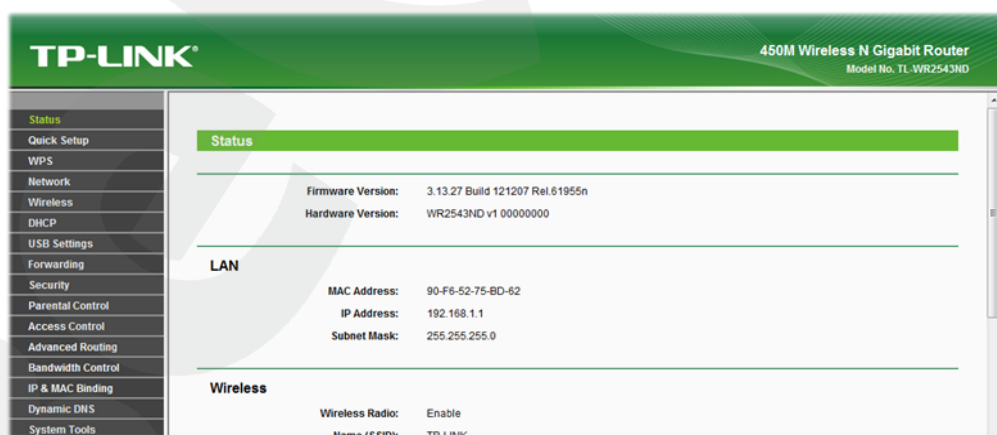 TP-LINK®
450M Wireless N Gigabit Router
Model No. TL-WR2543ND
Status
Quick Setup
WPS
Network
Wireless
DHCP
USB Settings
Forwarding
Security
Parental Control
Access Control
Advanced Routing
Bandwidth Control
IP & MAC Binding
Dynamic DNS
System Tools
Status
Firmware Version: 3.13.27 Build 121207 Rel.61955n
Hardware Version: WR2543ND v1 00000000
LAN
MAC Address: 90-F6-52-75-BD-62
IP Address: 192.168.1.1
Subnet Mask: 255.255.255.0
Wireless
Wireless Radio: Enable
Name (SSID): TP-LINK